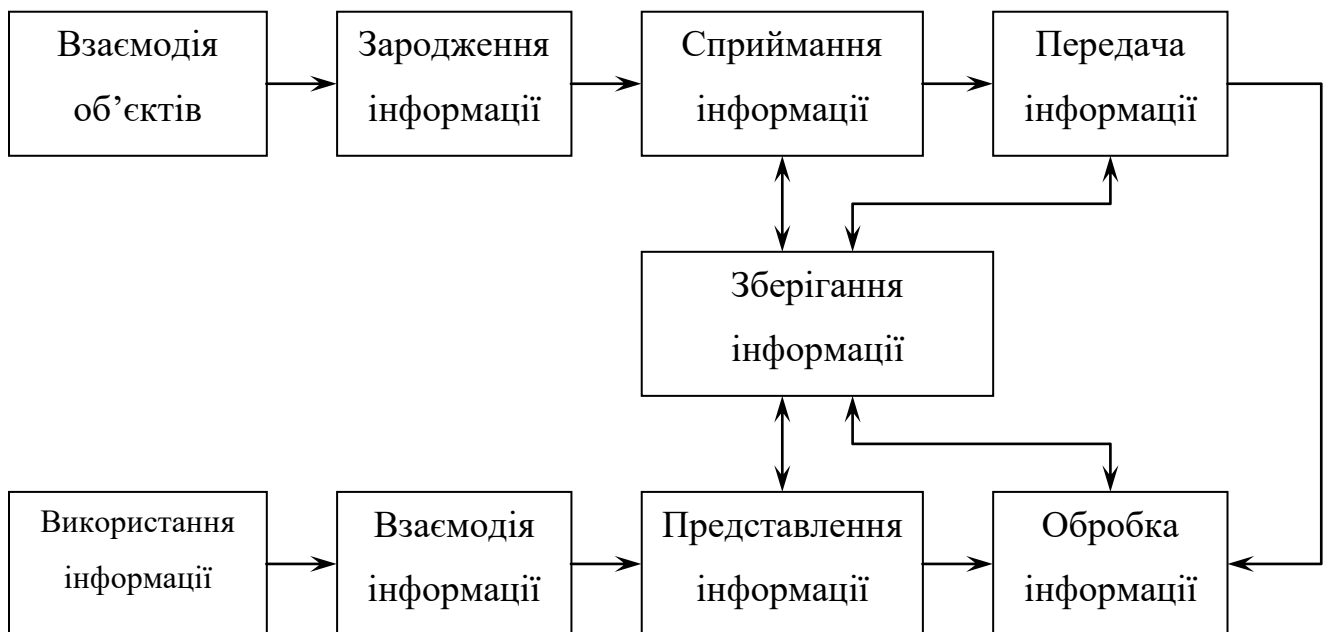 Взаємодія
об’єктів
Зародження
інформації
Сприймання
інформації
Передача
інформації
Зберігання
інформації
Використання
інформації
Взаємодія
інформації
Представлення
інформації
Обробка
інформації